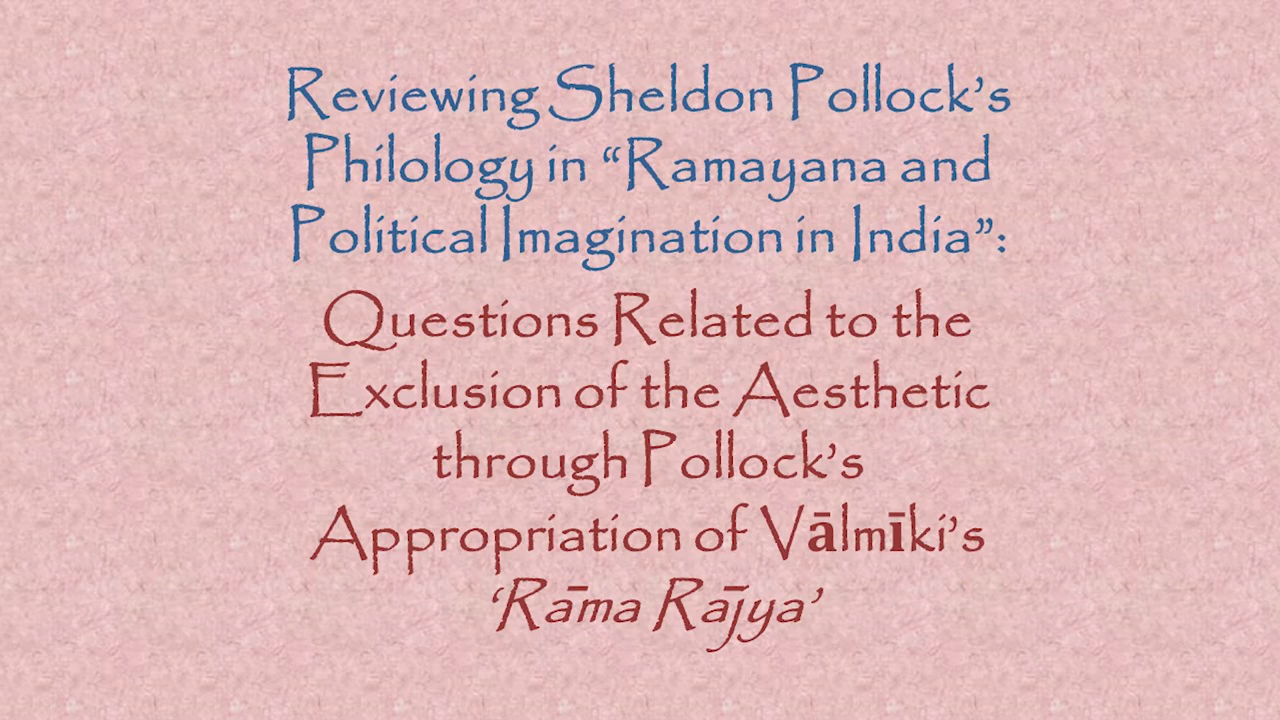 Reviewing Sheldon Pollock’s
Philology in “Ramayana and
Political Imagination in India”:
Questions Related to the
Exclusion of the Aesthetic
through Pollock’s
Appropriation of Vālmīki’s
‘Rāma Rājya’